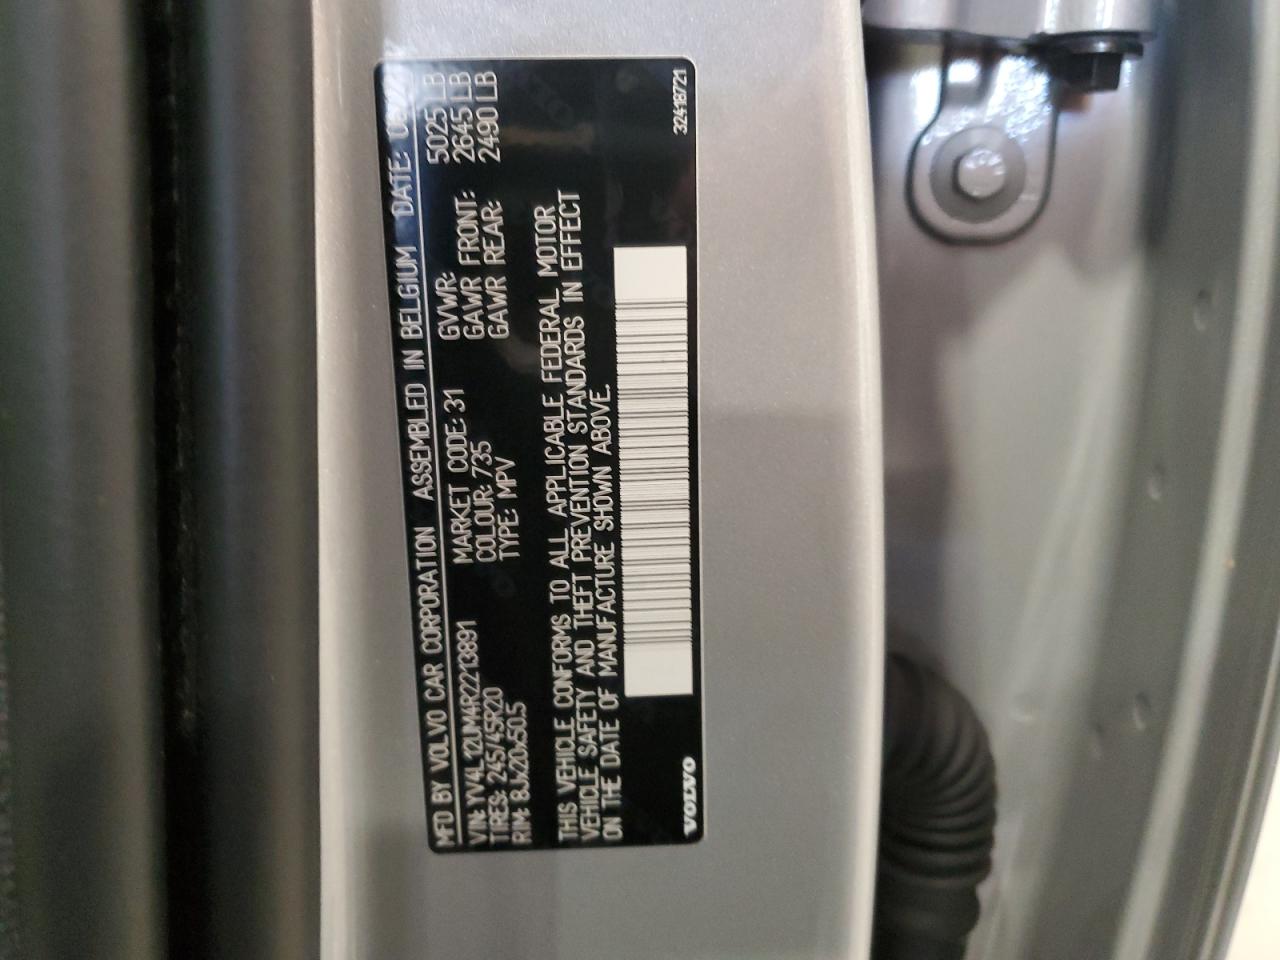 MFD BY VOLVO CAR CORPORATION ASSEMBLED IN BELGIUM DATE:
VIN: YV4L12UM4R2213891 MARKET CODE: 31 GVWR: 5025 LB
TIRES: 245/45R20 COLOUR: 735 GAWR FRONT: 2645 LB
RIM: 8Jx20x50.5 TYPE: MPV GAWR REAR: 2490 LB
THIS VEHICLE CONFORMS TO ALL APPLICABLE FEDERAL MOTOR
VEHICLE SAFETY AND THEFT PREVENTION STANDARDS IN EFFECT
ON THE DATE OF MANUFACTURE SHOWN ABOVE.
VOLVO 32418721